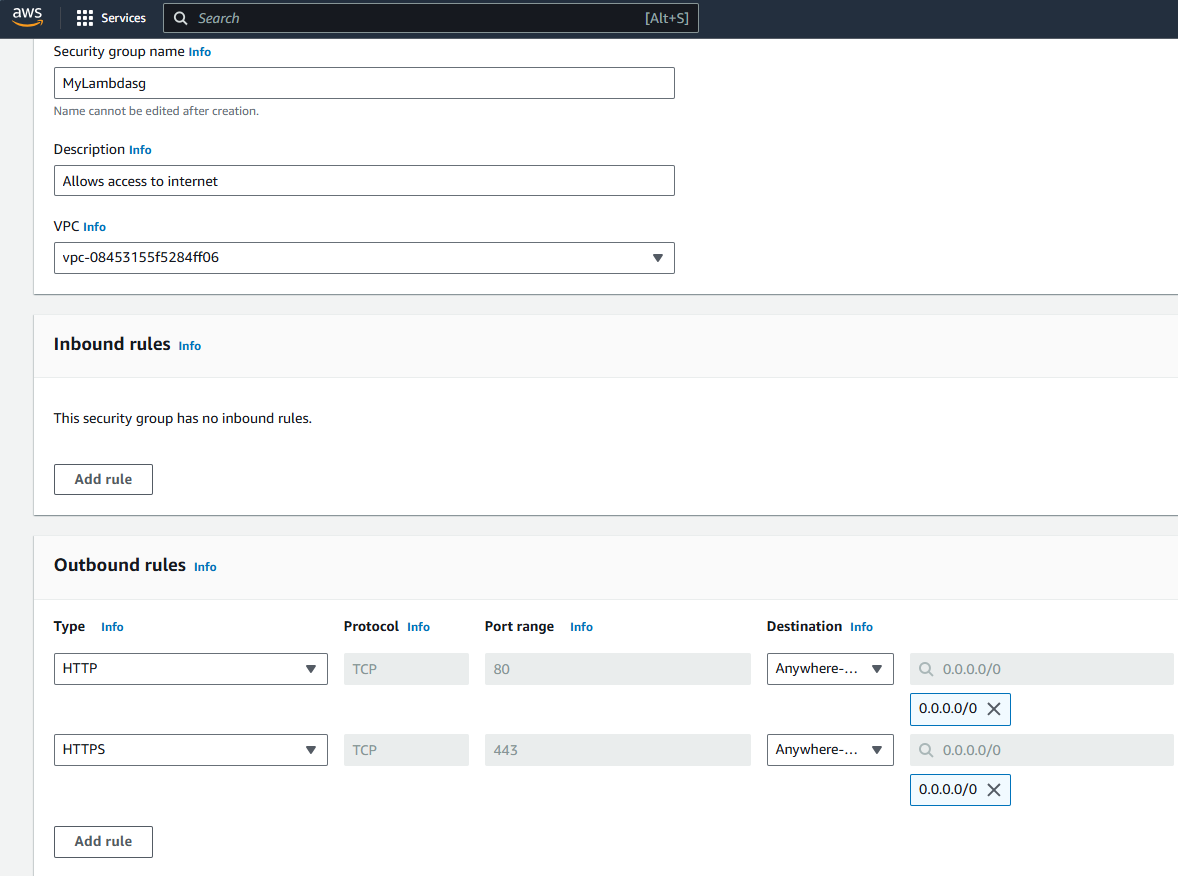 aws Services Search [Alt+S]
Security group name Info
MyLambdasg
Name cannot be edited after creation.
Description Info
Allows access to internet
VPC Info
vpc-08453155f5284ff06
Inbound rules Info
This security group has no inbound rules.
Add rule
Outbound rules Info
Type Info Protocol Info Port range Info Destination Info
HTTP TCP 80 Anywhere-... 0.0.0.0/0
0.0.0.0/0
HTTPS TCP 443 Anywhere-... 0.0.0.0/0
0.0.0.0/0
Add rule